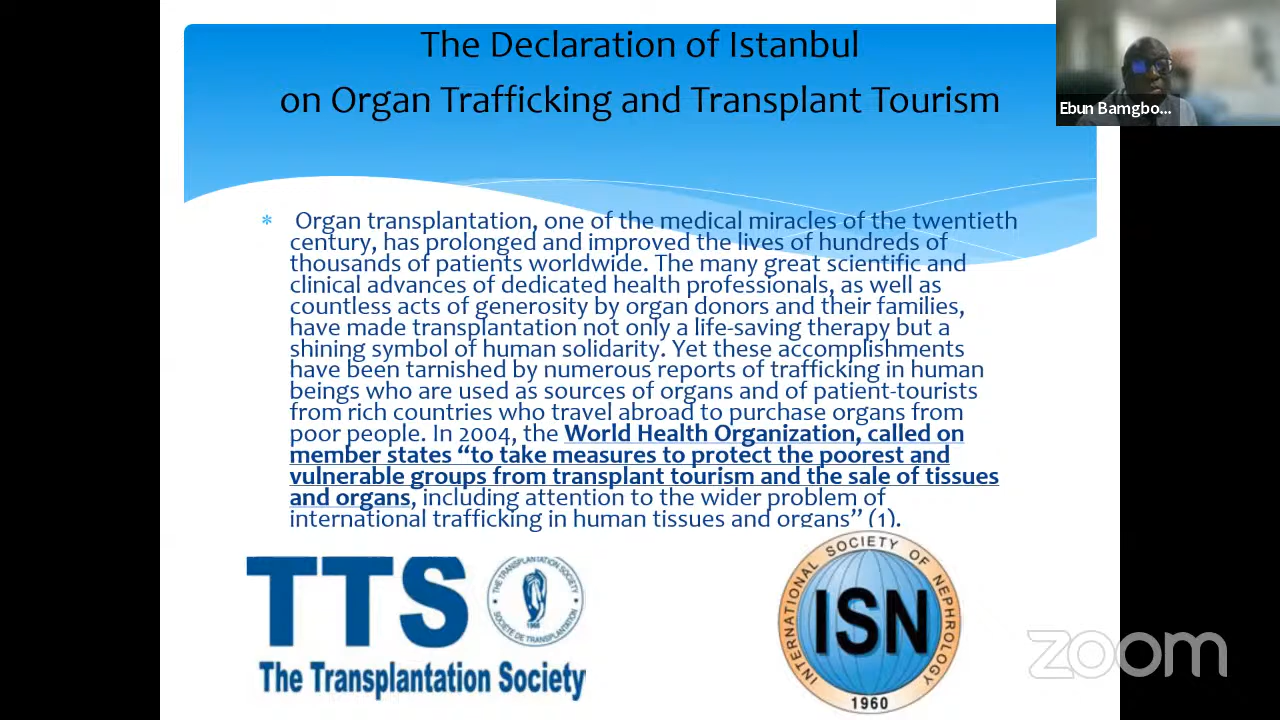 The Declaration of Istanbul
on Organ Trafficking and Transplant Tourism
Ebun Bamgbo...
* Organ transplantation, one of the medical miracles of the twentieth
century, has prolonged and improved the lives of hundreds of
thousands of patients worldwide. The many great scientific and
clinical advances of dedicated health professionals, as well as
countless acts of generosity by organ donors and their families,
have made transplantation not only a life-saving therapy but a
shining symbol of human solidarity. Yet these accomplishments
have been tarnished by numerous reports of trafficking in human
beings who are used as sources of organs and of patient-tourists
from rich countries who travel abroad to purchase organs from
poor people. In 2004, the World Health Organization, called on
member states “to take measures to protect the poorest and
vulnerable groups from transplant tourism and the sale of tissues
and organs, including attention to the wider problem of
international trafficking in human tissues and organs” (1).
TTS
THE TRANSPLANTATION SOCIETY
SOCIÉTÉ DE TRANSPLANTATION
The Transplantation Society
INTERNATIONAL SOCIETY OF NEPHROLOGY
ISN
1960
zoom